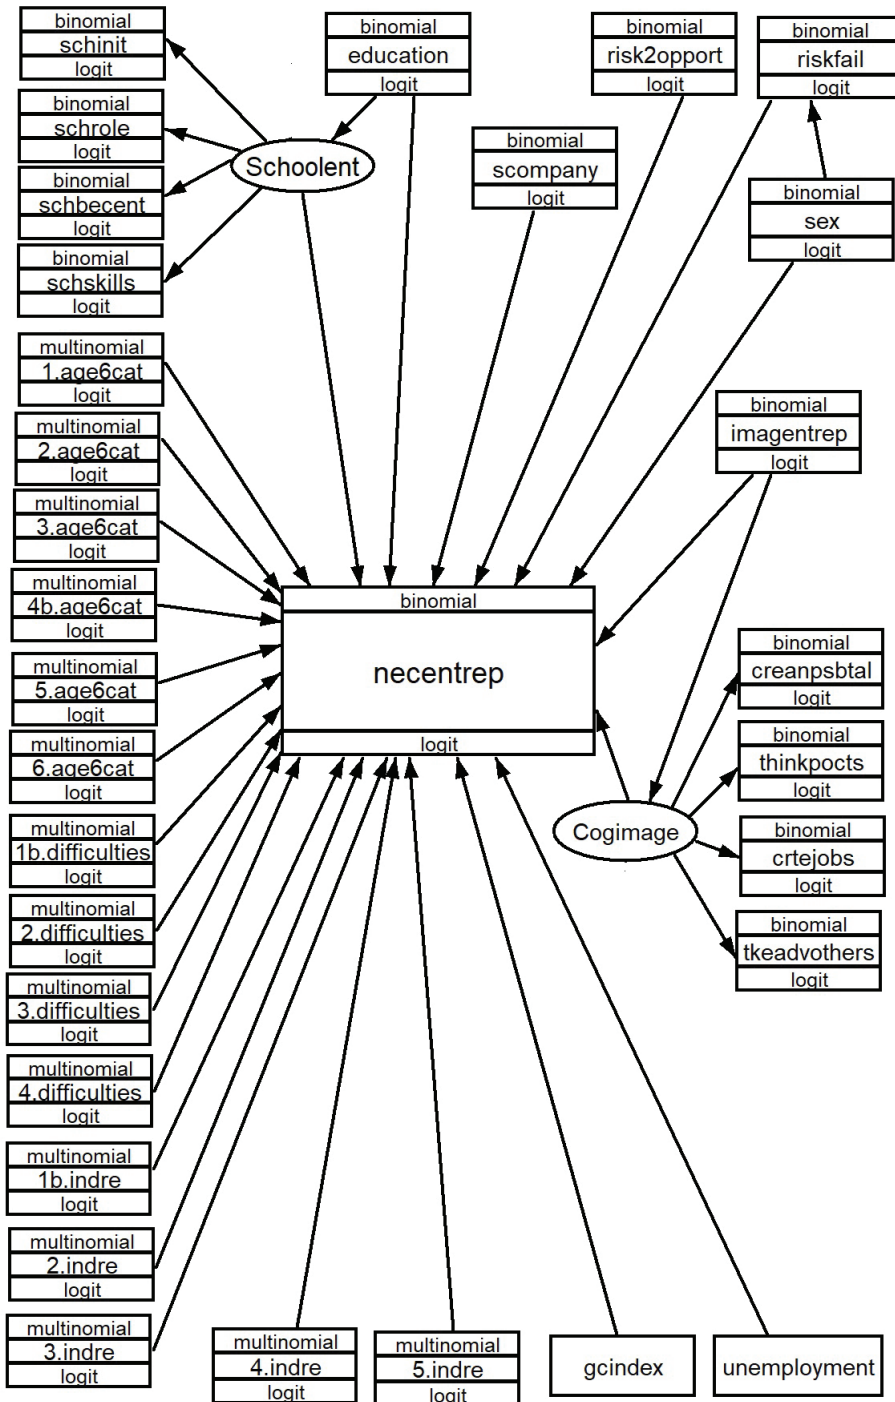 binomial
schinit
logit
binomial
education
logit
binomial
risk2opport
logit
binomial
riskfail
logit
binomial
schrole
logit
Schoolent
binomial
scompany
logit
binomial
schbecent
logit
binomial
sex
logit
binomial
schskills
logit
multinomial
1.age6cat
logit
multinomial
2.age6cat
logit
binomial
imagentrep
logit
multinomial
3.age6cat
logit
multinomial
4b.age6cat
logit
binomial
necentrep
logit
multinomial
5.age6cat
logit
binomial
creanpsbtal
logit
multinomial
6.age6cat
logit
binomial
thinkpocts
logit
multinomial
1b.difficulties
logit
Cogimage
binomial
crtejobs
logit
multinomial
2.difficulties
logit
binomial
tkeadvothers
logit
multinomial
3.difficulties
logit
multinomial
4.difficulties
logit
multinomial
1b.indre
logit
multinomial
2.indre
logit
multinomial
3.indre
logit
multinomial
4.indre
logit
multinomial
5.indre
logit
gcindex
unemployment